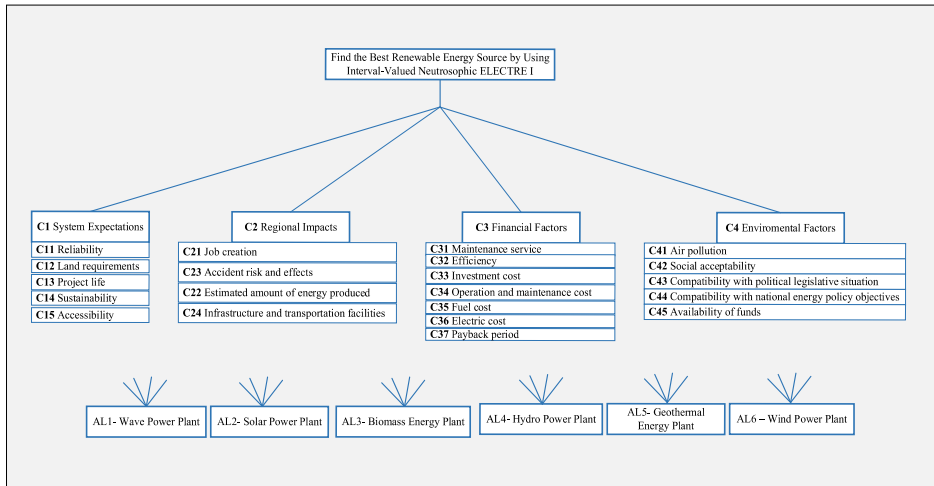 Find the Best Renewable Energy Source by Using
Interval-Valued Neutrosophic ELECTRE I
C1 System Expectations
C11 Reliability
C12 Land requirements
C13 Project life
C14 Sustainability
C15 Accessibility
C2 Regional Impacts
C21 Job creation
C23 Accident risk and effects
C22 Estimated amount of energy produced
C24 Infrastructure and transportation facilities
C3 Financial Factors
C31 Maintenance service
C32 Efficiency
C33 Investment cost
C34 Operation and maintenance cost
C35 Fuel cost
C36 Electric cost
C37 Payback period
C4 Enviromental Factors
C41 Air pollution
C42 Social acceptability
C43 Compatibility with political legislative situation
C44 Compatibility with national energy policy objectives
C45 Availability of funds
AL1- Wave Power Plant
AL2- Solar Power Plant
AL3- Biomass Energy Plant
AL4- Hydro Power Plant
AL5- Geothermal
Energy Plant
AL6 – Wind Power Plant